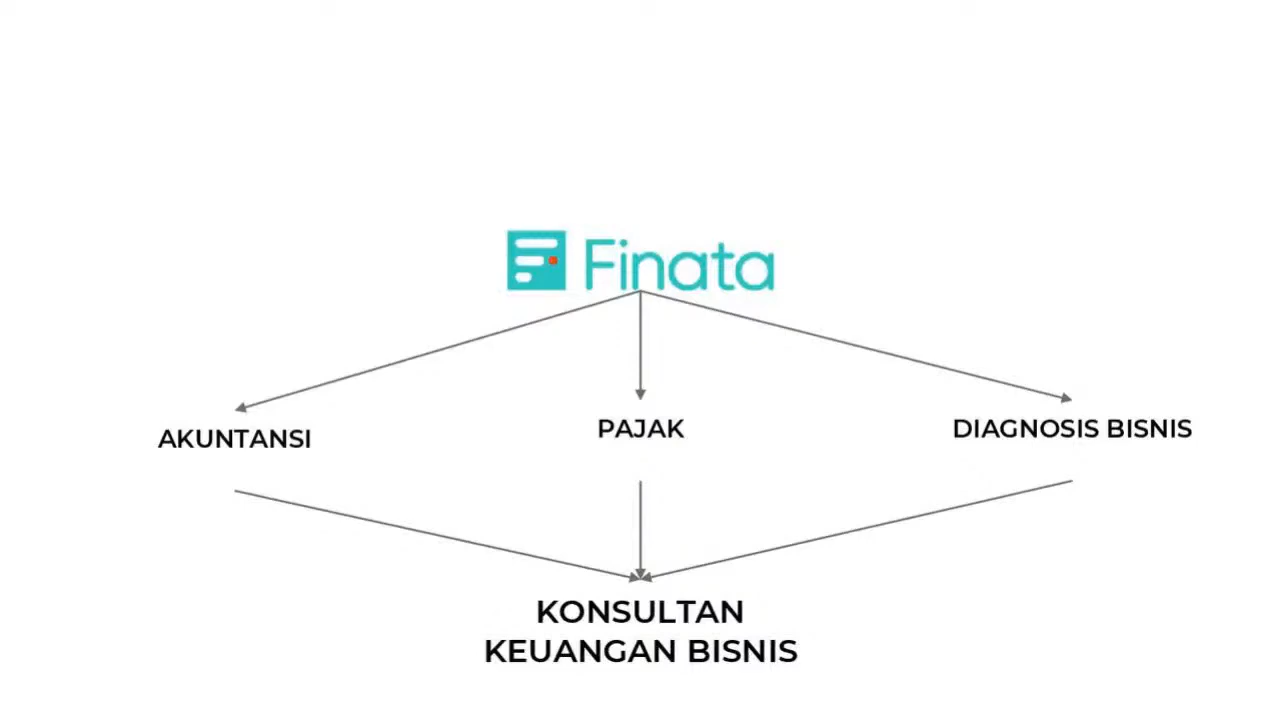 Finata
AKUNTANSI
PAJAK
DIAGNOSIS BISNIS
KONSULTAN
KEUANGAN BISNIS